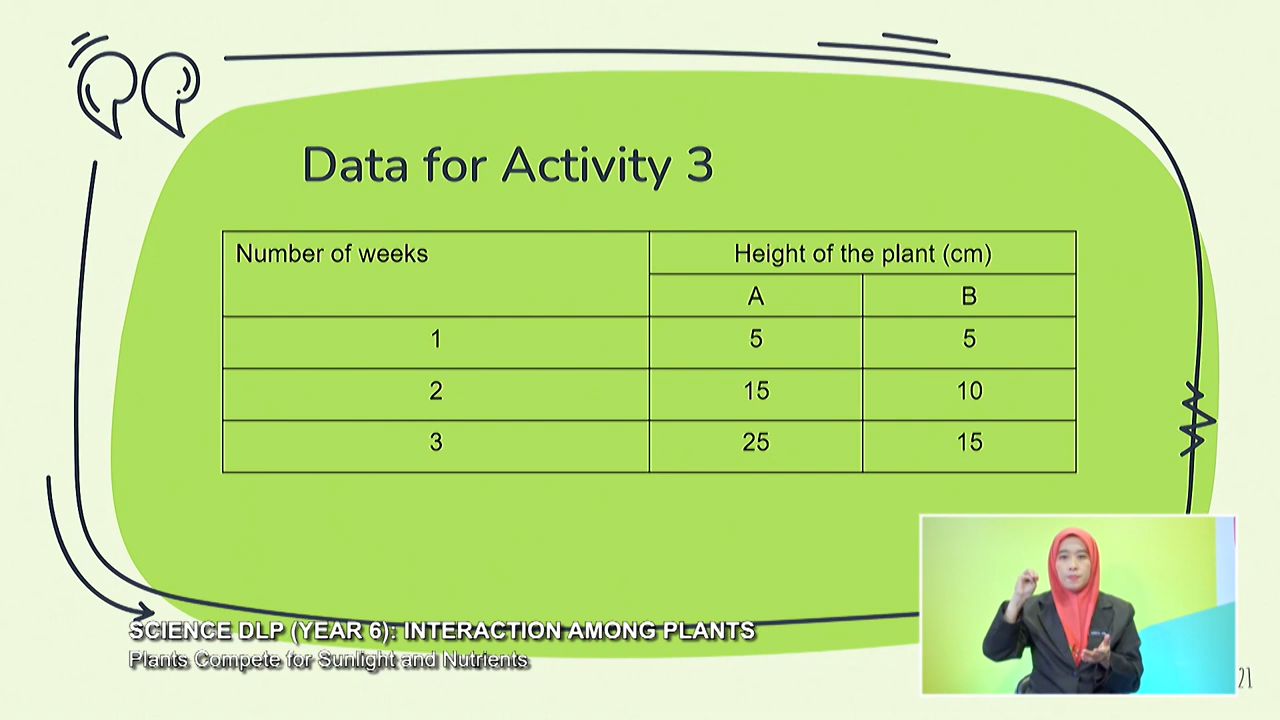 Data for Activity 3
Number of weeks Height of the plant (cm)
A B
1 5 5
2 15 10
3 25 15
SCIENCE DLP (YEAR 6): INTERACTION AMONG PLANTS
Plants Compete for Sunlight and Nutrients
21